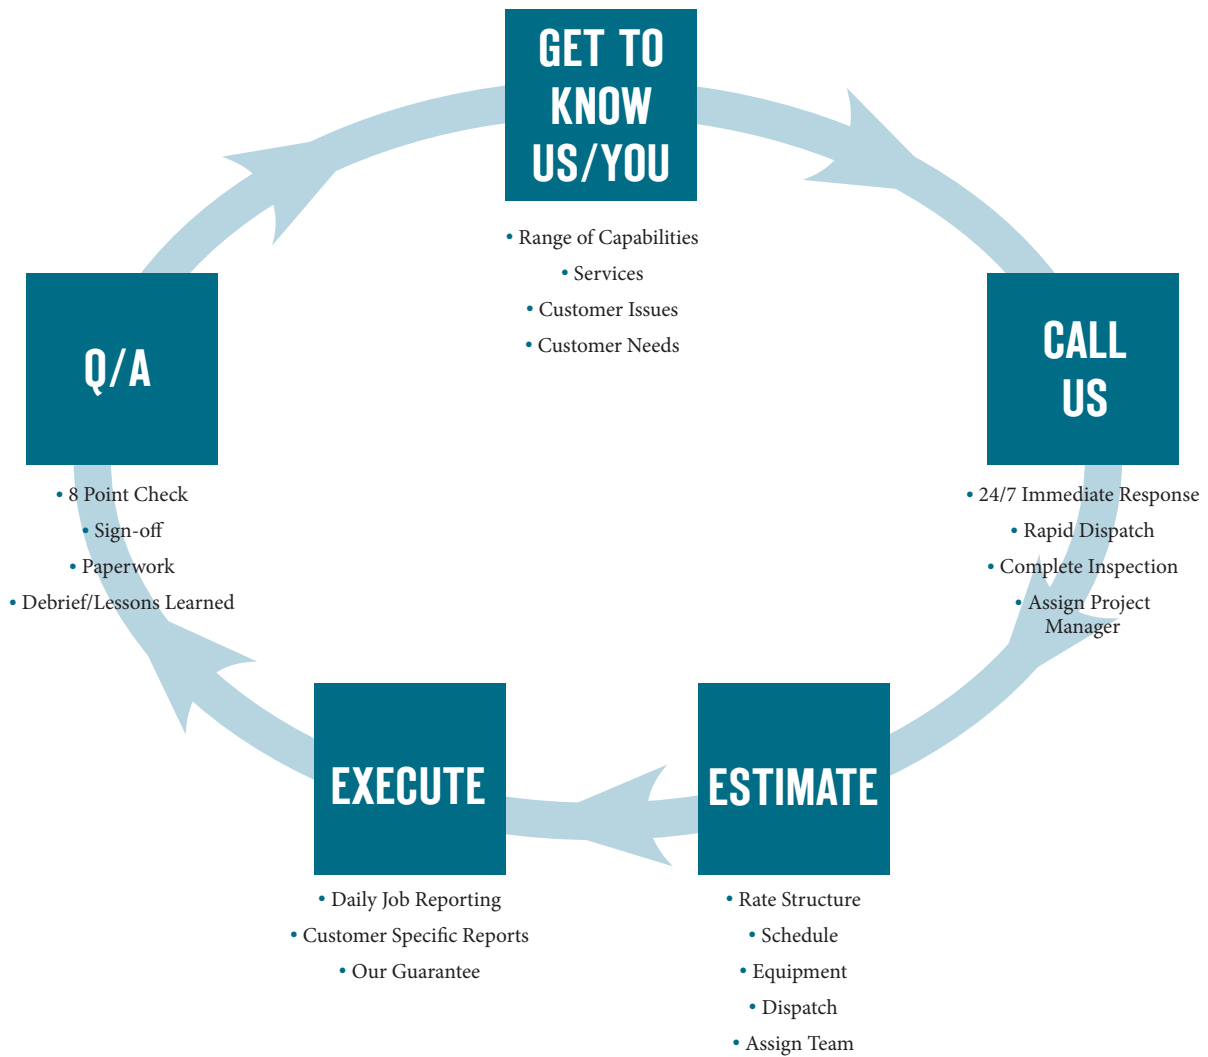 GET TO
KNOW
US/YOU
• Range of Capabilities
• Services
• Customer Issues
• Customer Needs
CALL
US
• 24/7 Immediate Response
• Rapid Dispatch
• Complete Inspection
• Assign Project
Manager
ESTIMATE
• Rate Structure
• Schedule
• Equipment
• Dispatch
• Assign Team
EXECUTE
• Daily Job Reporting
• Customer Specific Reports
• Our Guarantee
Q/A
• 8 Point Check
• Sign-off
• Paperwork
• Debrief/Lessons Learned